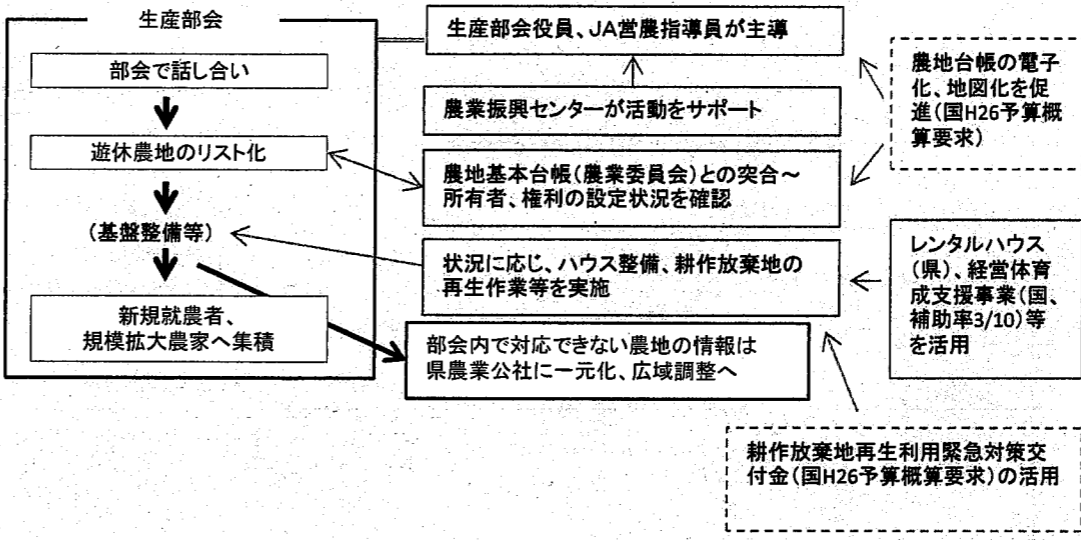 生産部会
部会で話し合い
遊休農地のリスト化
(基盤整備等)
新規就農者、
規模拡大農家へ集積
生産部会役員、JA営農指導員が主導
農業振興センターが活動をサポート
農地基本台帳(農業委員会)との突合～
所有者、権利の設定状況を確認
状況に応じ、ハウス整備、耕作放棄地の
再生作業等を実施
部会内で対応できない農地の情報は
県農業公社に一元化、広域調整へ
農地台帳の電子
化、地図化を促
進(国H26予算概
算要求)
レンタルハウス
(県)、経営体育
成支援事業(国、
補助率3/10)等
を活用
耕作放棄地再生利用緊急対策交
付金(国H26予算概算要求)の活用